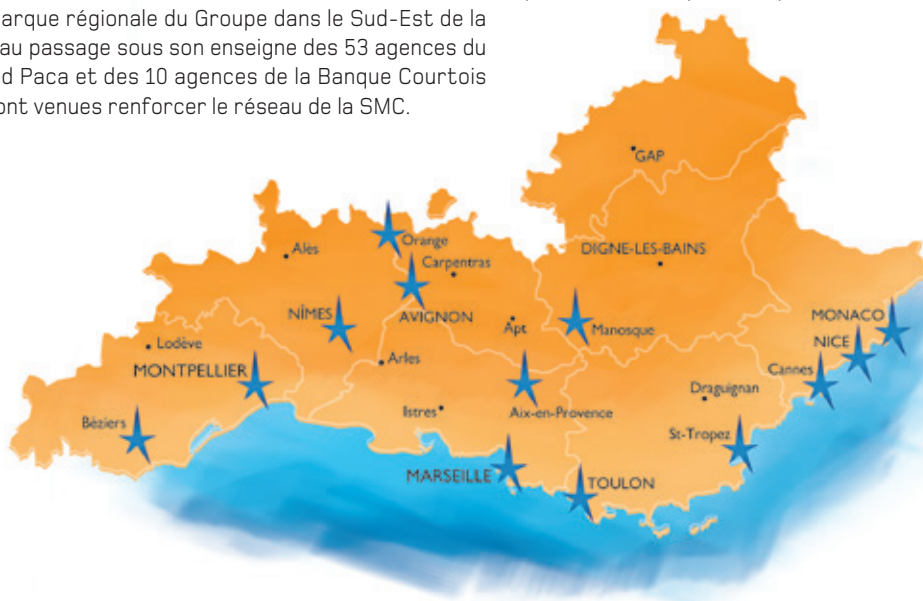 arque régionale du Groupe dans le Sud-Est de la
au passage sous son enseigne des 53 agences du
d Paca et des 10 agences de la Banque Courtois
ont venues renforcer le réseau de la SMC.
GAP
Alès
Orange
Carpentras
DIGNE-LES-BAINS
NÎMES
AVIGNON
Apt
Manosque
MONACO
NICE
Lodève
Arles
MONTPELLIER
Cannes
Draguignan
Istres
Aix-en-Provence
Béziers
St-Tropez
MARSEILLE
TOULON